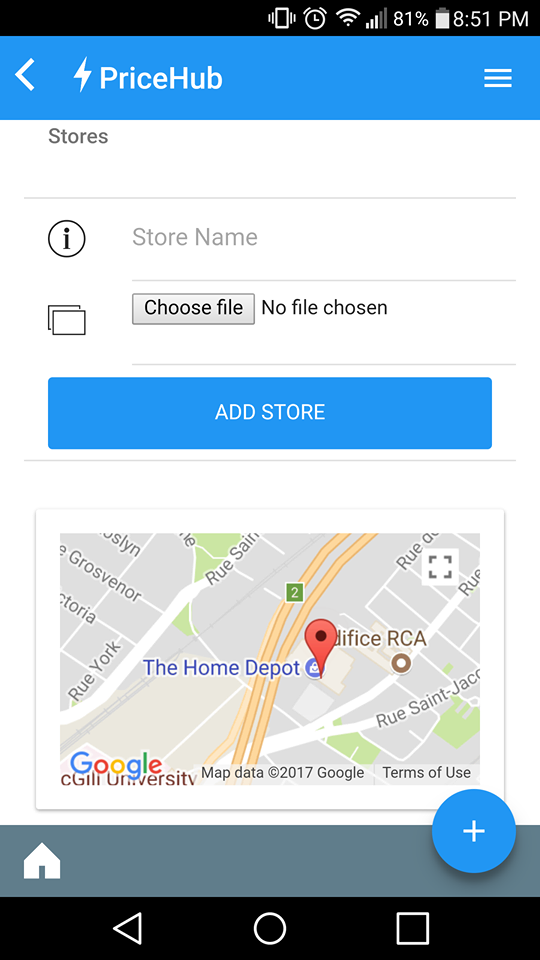 81% 8:51 PM
PriceHub
Stores
Store Name
Choose file No file chosen
ADD STORE
oslyn
Rue Sain
Rue de
e Grosvenor
ctoria
2
Rue
difice RCA
The Home Depot
Rue York
Rue Saint-Jac
Google
cGill University
Map data ©2017 Google
Terms of Use
+